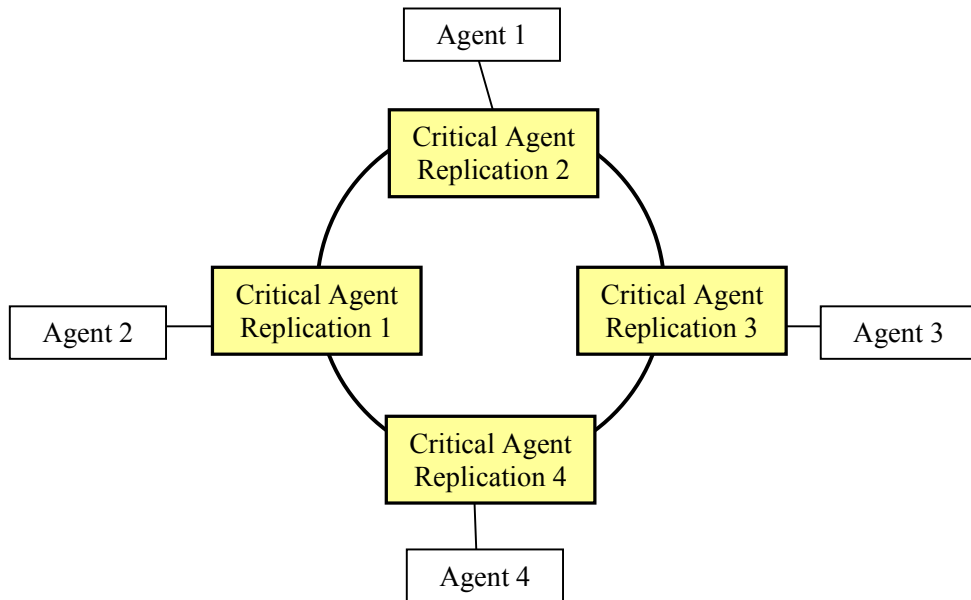 Agent 1
Critical Agent
Replication 2
Critical Agent
Replication 1
Critical Agent
Replication 3
Agent 2
Agent 3
Critical Agent
Replication 4
Agent 4